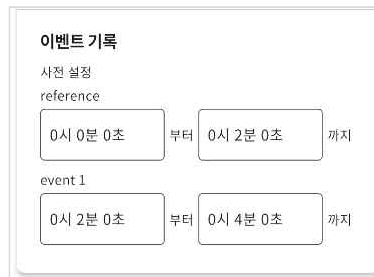 이벤트 기록
사전 설정
reference
0시 0분 0초 부터 0시 2분 0초 까지
event 1
0시 2분 0초 부터 0시 4분 0초 까지